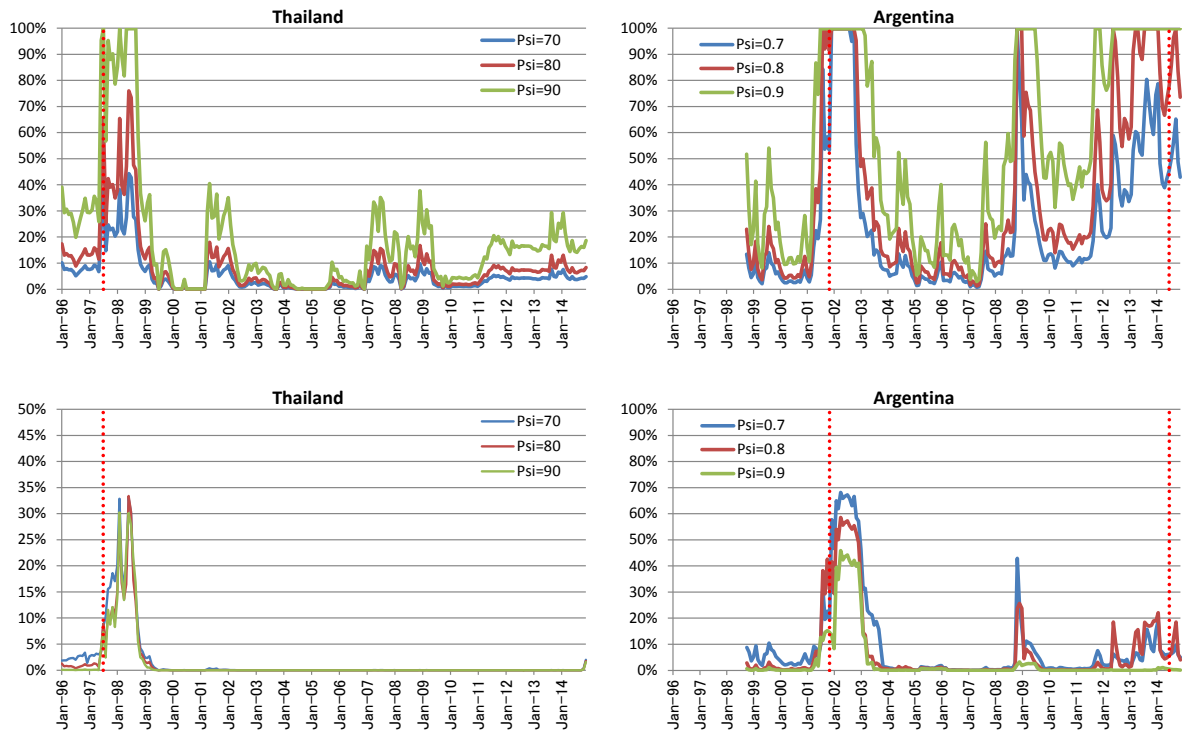 Thailand
100%
90%
80%
70%
60%
50%
40%
30%
20%
10%
0%
Psi=70
Psi=80
Psi=90
Jan-96
Jan-97
Jan-98
Jan-99
Jan-00
Jan-01
Jan-02
Jan-03
Jan-04
Jan-05
Jan-06
Jan-07
Jan-08
Jan-09
Jan-10
Jan-11
Jan-12
Jan-13
Jan-14
Argentina
100%
90%
80%
70%
60%
50%
40%
30%
20%
10%
0%
Psi=0.7
Psi=0.8
Psi=0.9
Jan-96
Jan-97
Jan-98
Jan-99
Jan-00
Jan-01
Jan-02
Jan-03
Jan-04
Jan-05
Jan-06
Jan-07
Jan-08
Jan-09
Jan-10
Jan-11
Jan-12
Jan-13
Jan-14
Thailand
50%
45%
40%
35%
30%
25%
20%
15%
10%
5%
0%
Psi=70
Psi=80
Psi=90
Jan-96
Jan-97
Jan-98
Jan-99
Jan-00
Jan-01
Jan-02
Jan-03
Jan-04
Jan-05
Jan-06
Jan-07
Jan-08
Jan-09
Jan-10
Jan-11
Jan-12
Jan-13
Jan-14
Argentina
100%
90%
80%
70%
60%
50%
40%
30%
20%
10%
0%
Psi=0.7
Psi=0.8
Psi=0.9
Jan-96
Jan-97
Jan-98
Jan-99
Jan-00
Jan-01
Jan-02
Jan-03
Jan-04
Jan-05
Jan-06
Jan-07
Jan-08
Jan-09
Jan-10
Jan-11
Jan-12
Jan-13
Jan-14